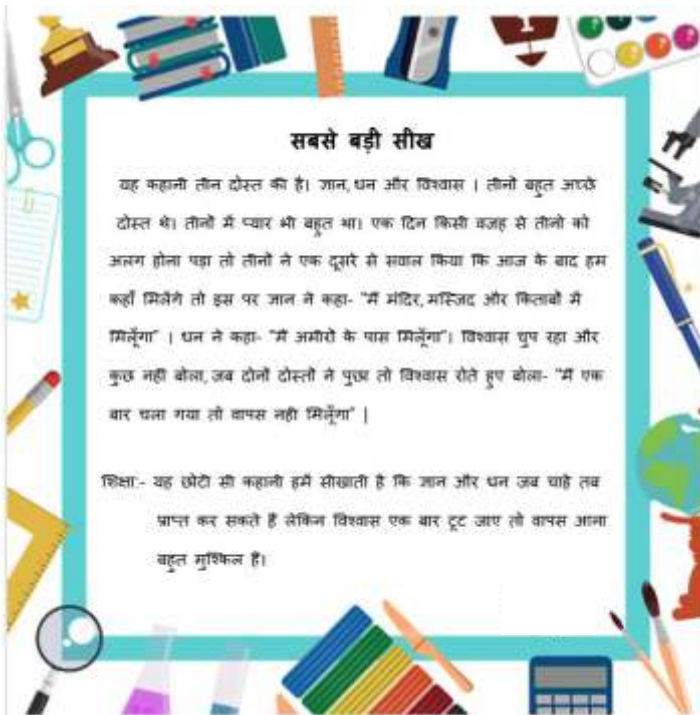 सबसे बड़ी सीख
यह कहानी तीन दोस्त की है। ज्ञान, धन और विश्वास । तीनों बहुत अच्छे
दोस्त थे। तीनों में प्यार भी बहुत था। एक दिन किसी वजह से तीनो को
अलग होना पड़ा तो तीनों ने एक दूसरे से सवाल किया कि आज के बाद हम
कहाँ मिलेंगे तो इस पर ज्ञान ने कहा- "मैं मंदिर, मस्जिद और किताबों में
मिलूँगा" । धन ने कहा- "मैं अमीरों के पास मिलूँगा"। विश्वास चुप रहा और
कुछ नहीं बोला, जब दोनों दोस्तों ने पुछा तो विश्वास रोते हुए बोला- "मैं एक
बार चला गया तो वापस नही मिलूँगा" |
शिक्षा:- यह छोटी सी कहानी हमें सीखाती है कि ज्ञान और धन जब चाहे तब
प्राप्त कर सकते हैं लेकिन विश्वास एक बार टूट जाए तो वापस आना
बहुत मुश्किल हैं।